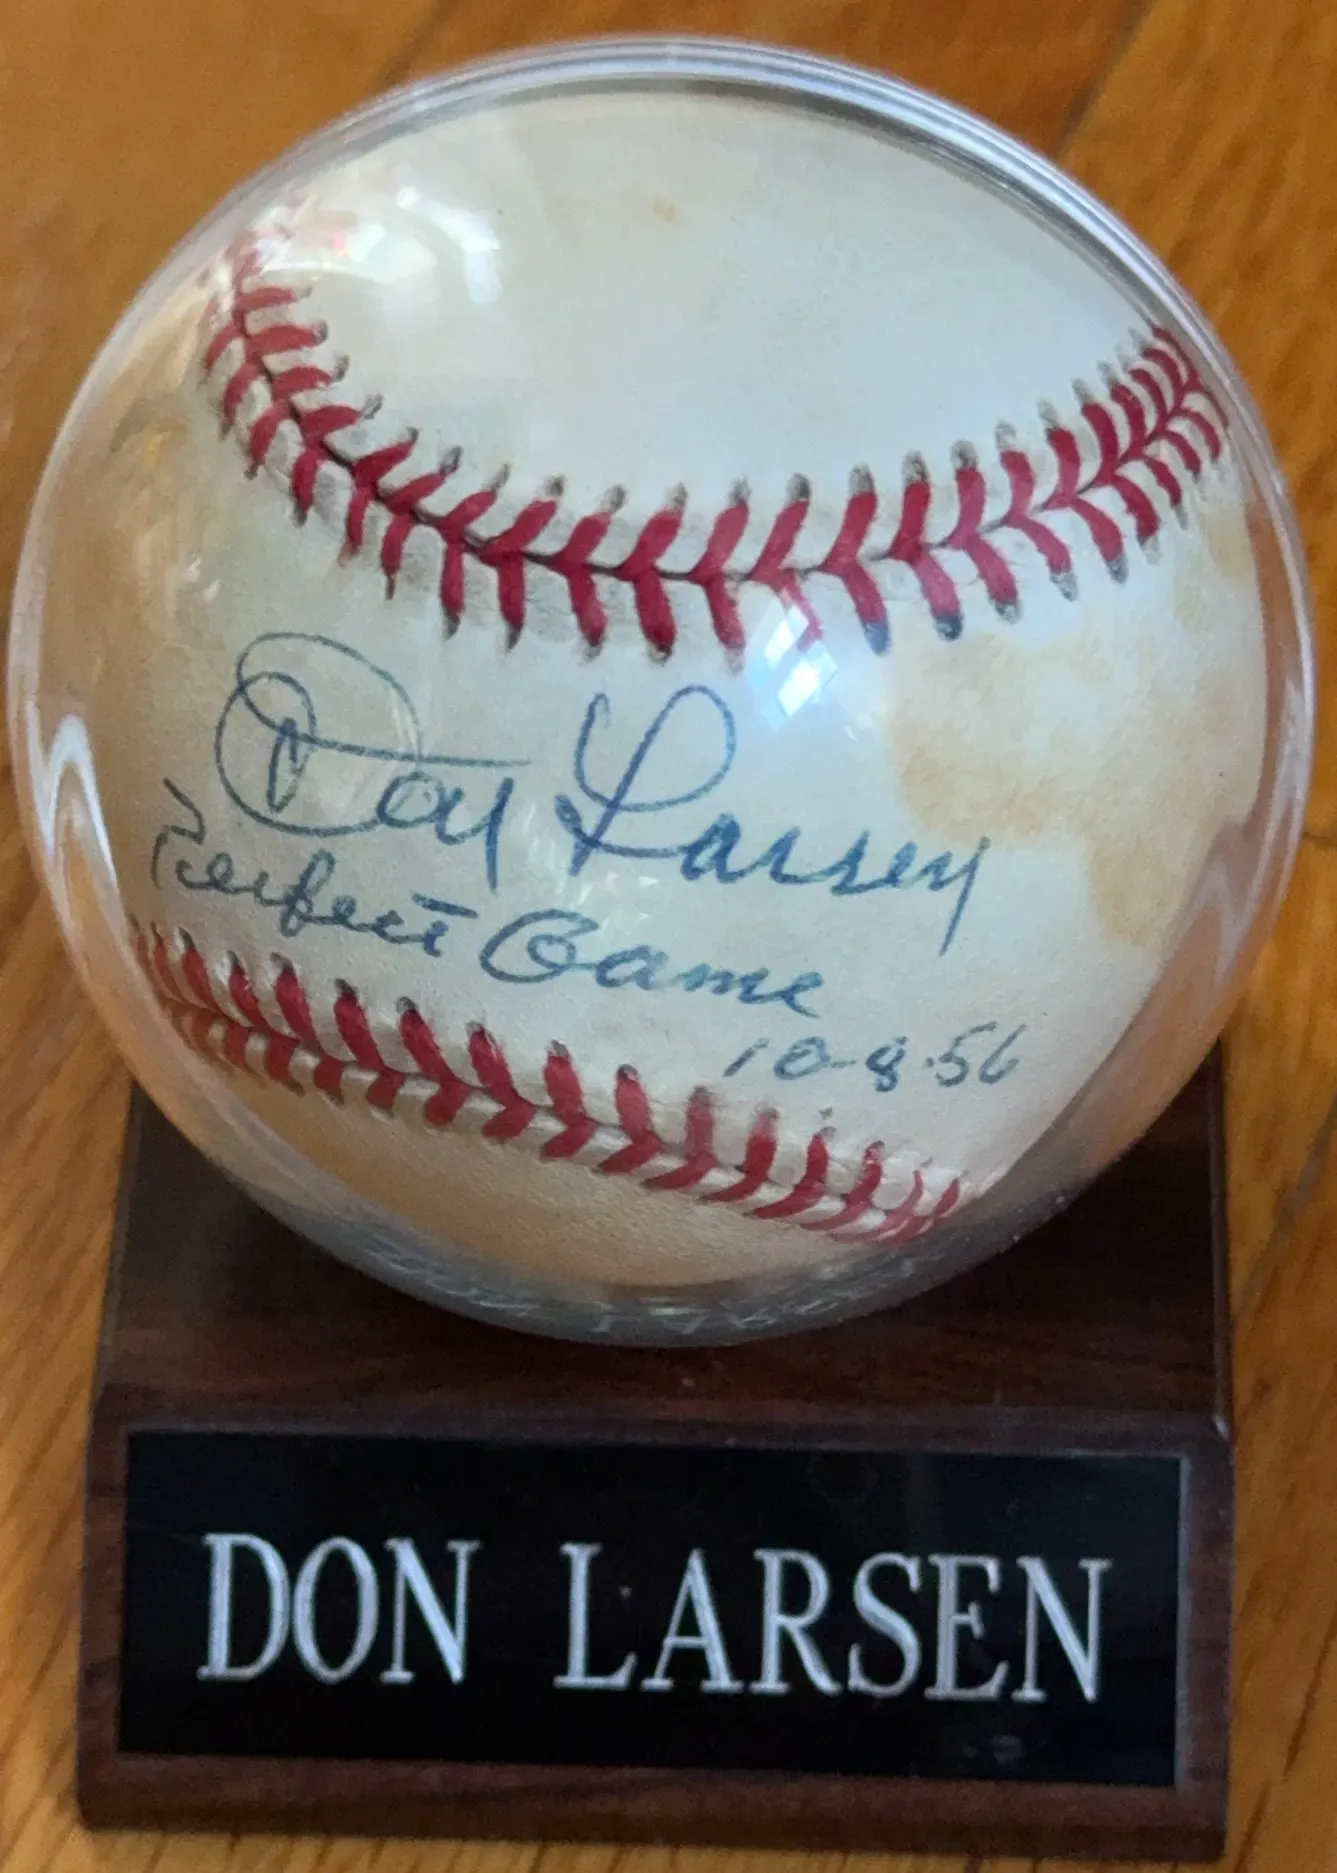 Don Larsen
Perfect Game
10-8-56
DON LARSEN